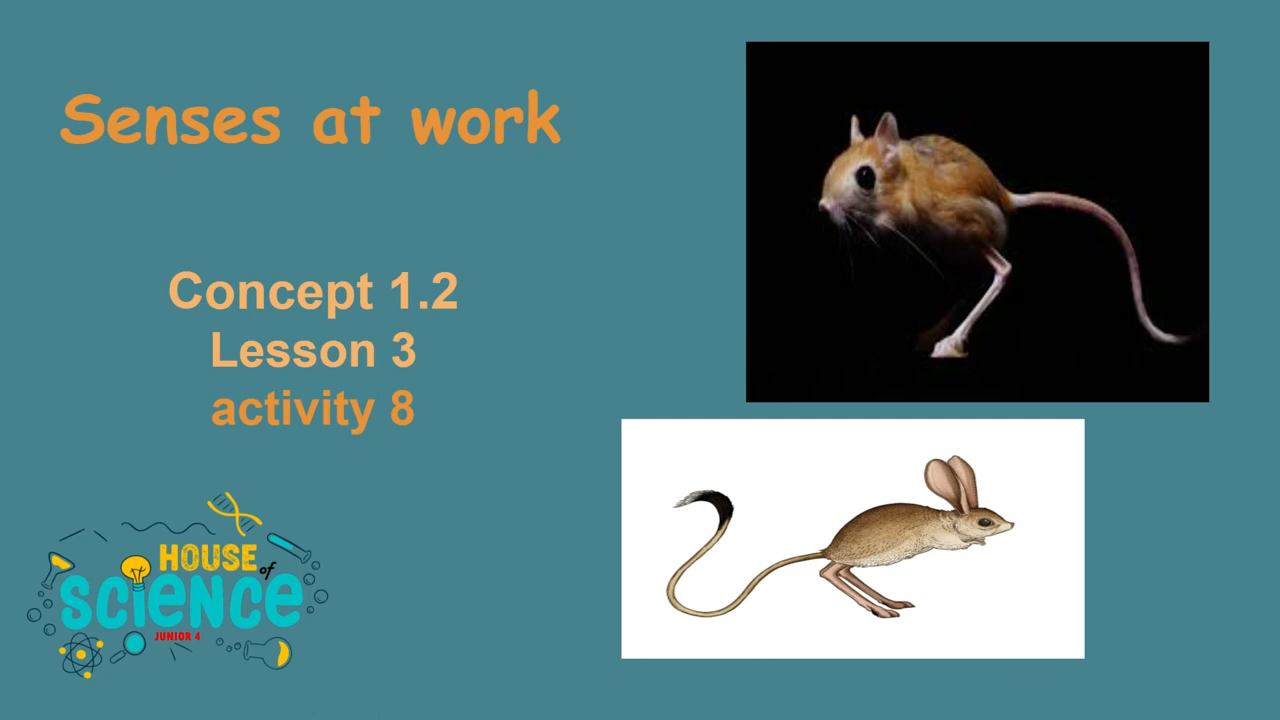 Senses at work
Concept 1.2
Lesson 3
activity 8
HOUSE
of
SCIENCE
JUNIOR 4